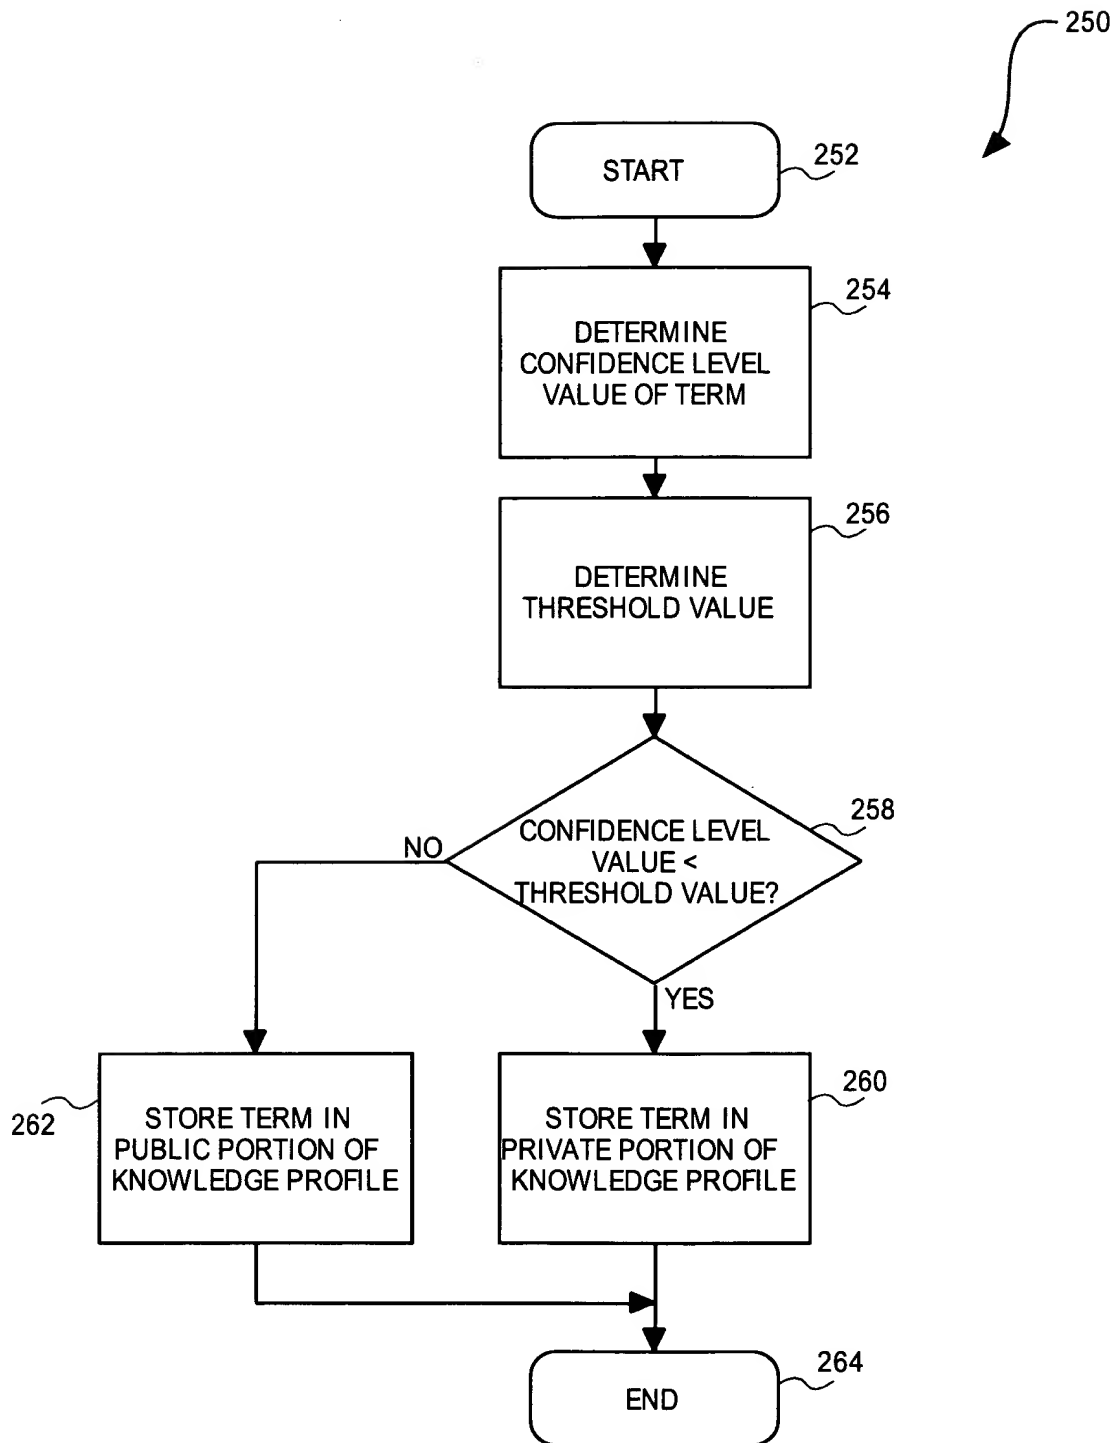 250
START
252
254
DETERMINE
CONFIDENCE LEVEL
VALUE OF TERM
256
DETERMINE
THRESHOLD VALUE
258
CONFIDENCE LEVEL
VALUE <
THRESHOLD VALUE?
NO
YES
262
STORE TERM IN
PUBLIC PORTION OF
KNOWLEDGE PROFILE
260
STORE TERM IN
PRIVATE PORTION OF
KNOWLEDGE PROFILE
264
END